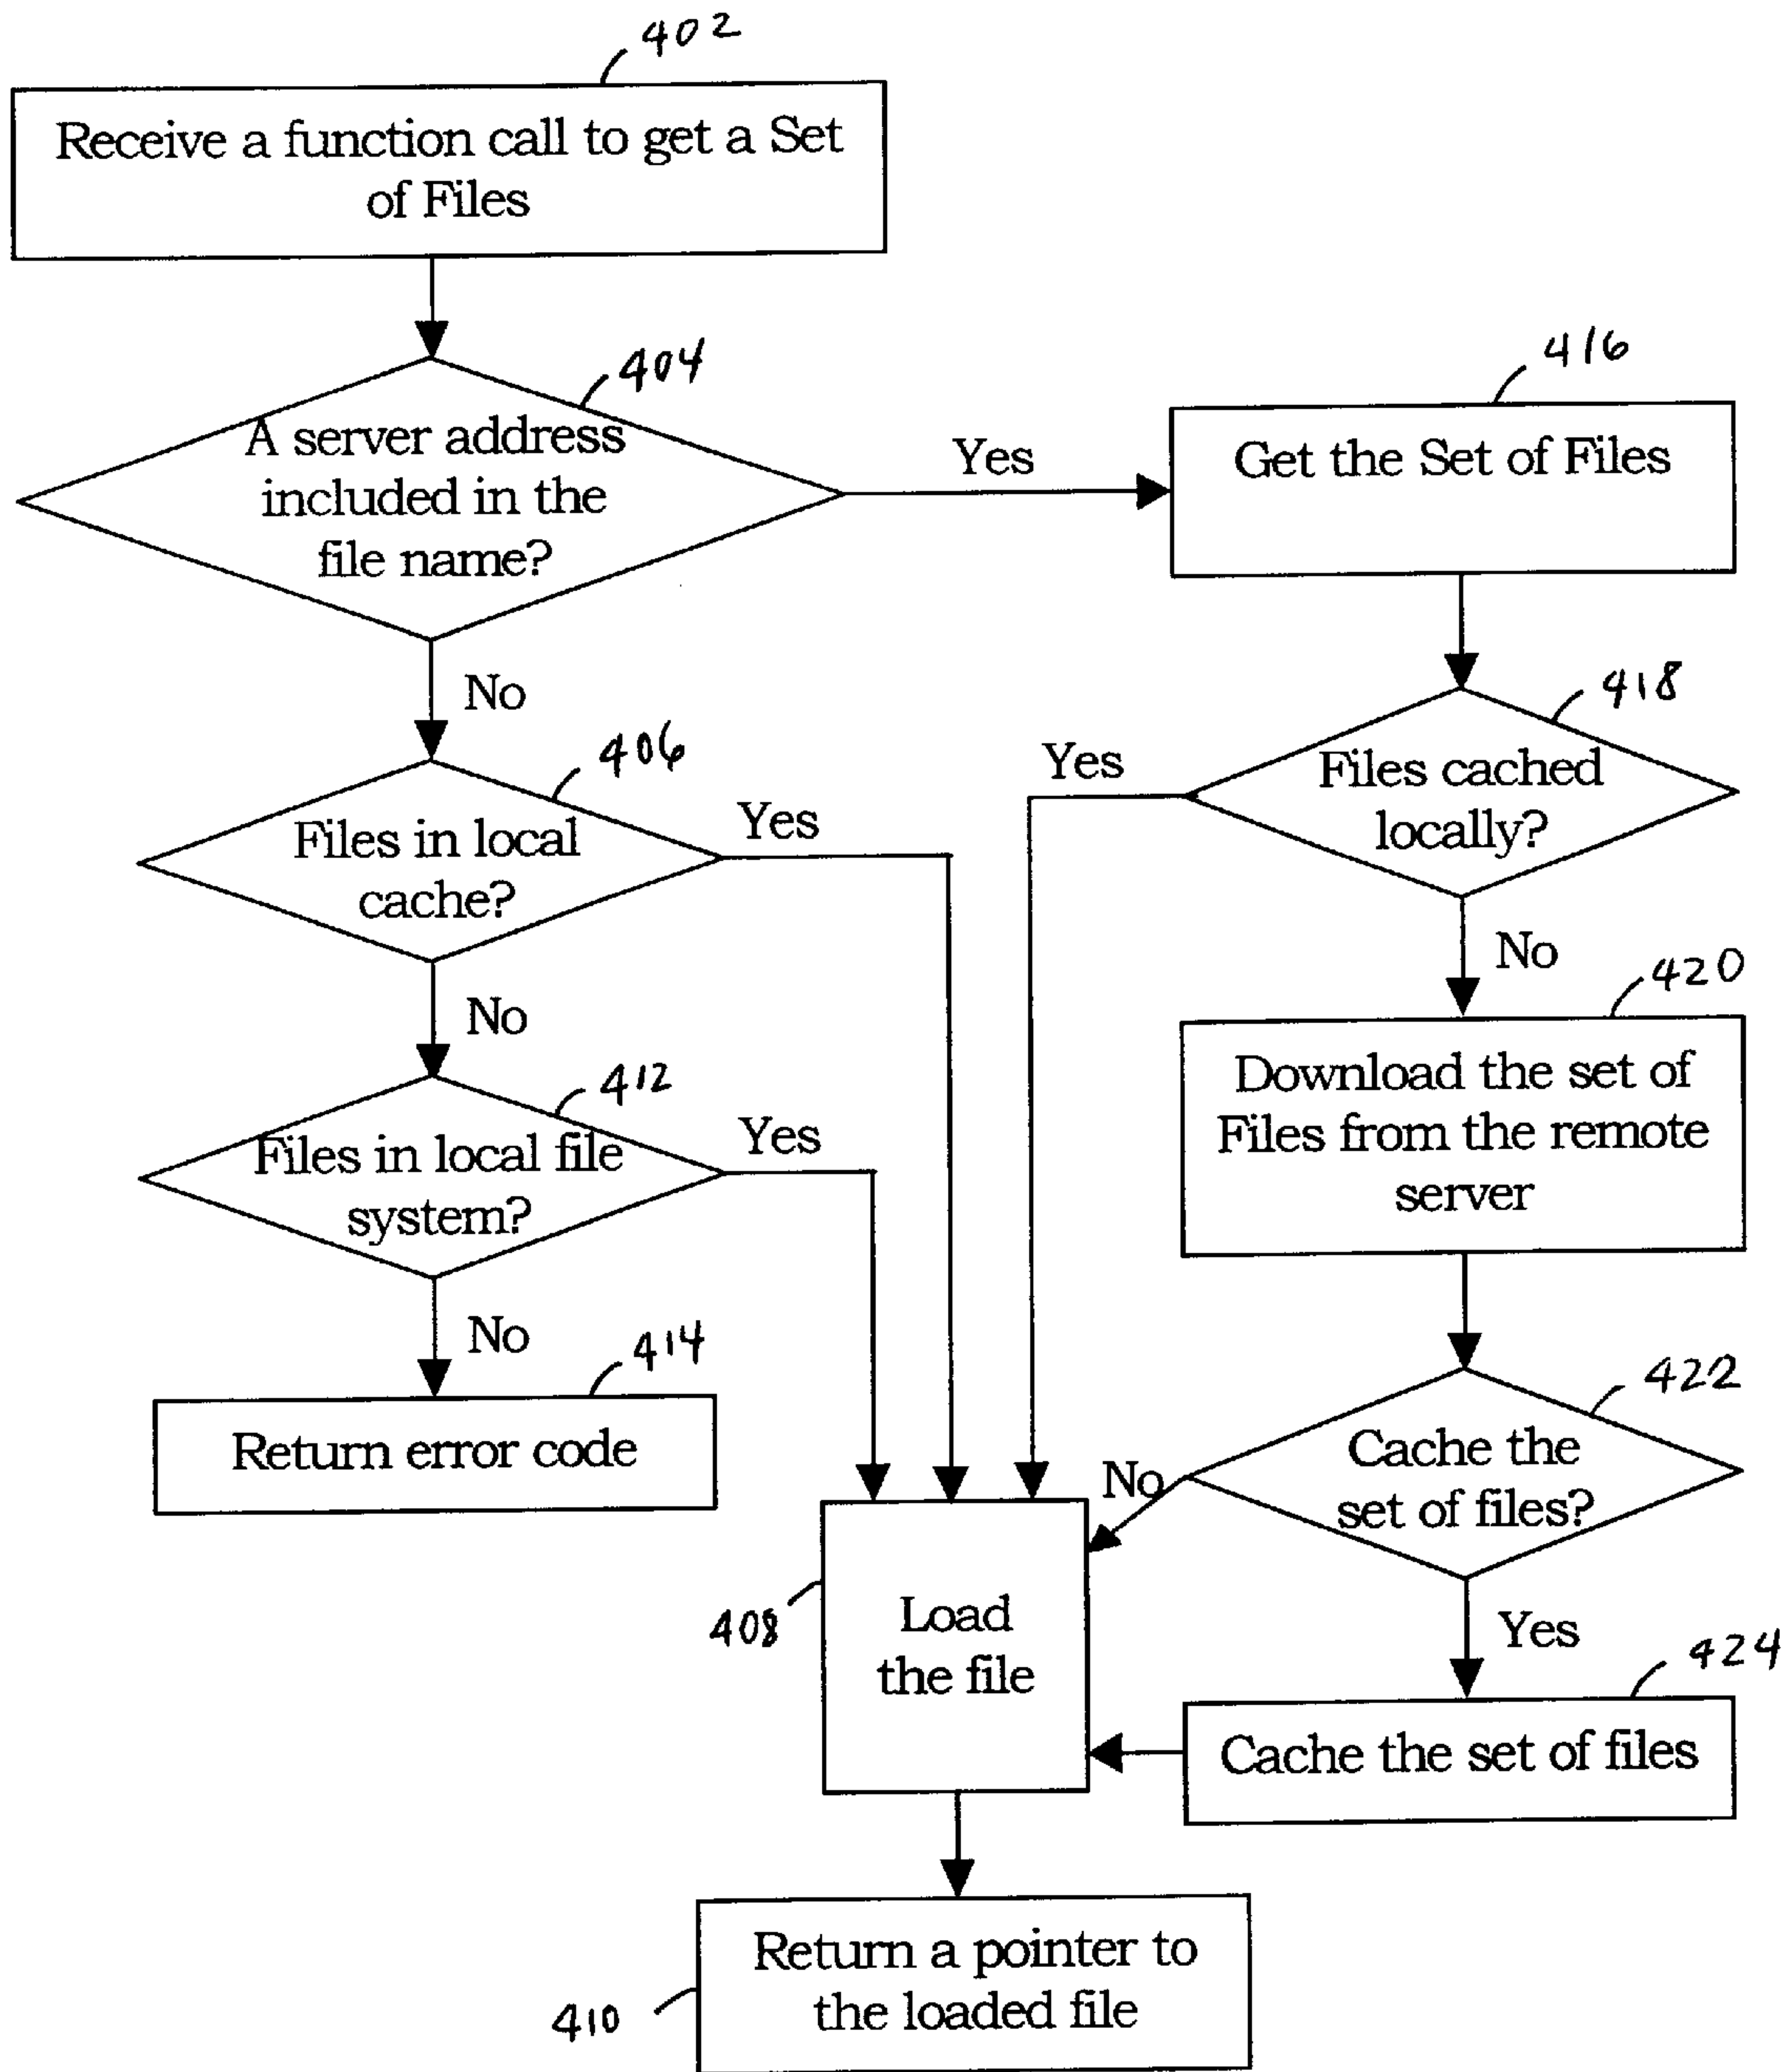 402
Receive a function call to get a Set
of Files
404
A server address
included in the
file name?
Yes
416
Get the Set of Files
No
418
Files cached
locally?
Yes
406
Files in local
cache?
Yes
No
No
420
Download the set of
Files from the remote
server
412
Files in local file
system?
Yes
No
414
Return error code
422
Cache the
set of files?
No
Yes
408
Load
the file
424
Cache the set of files
410
Return a pointer to
the loaded file